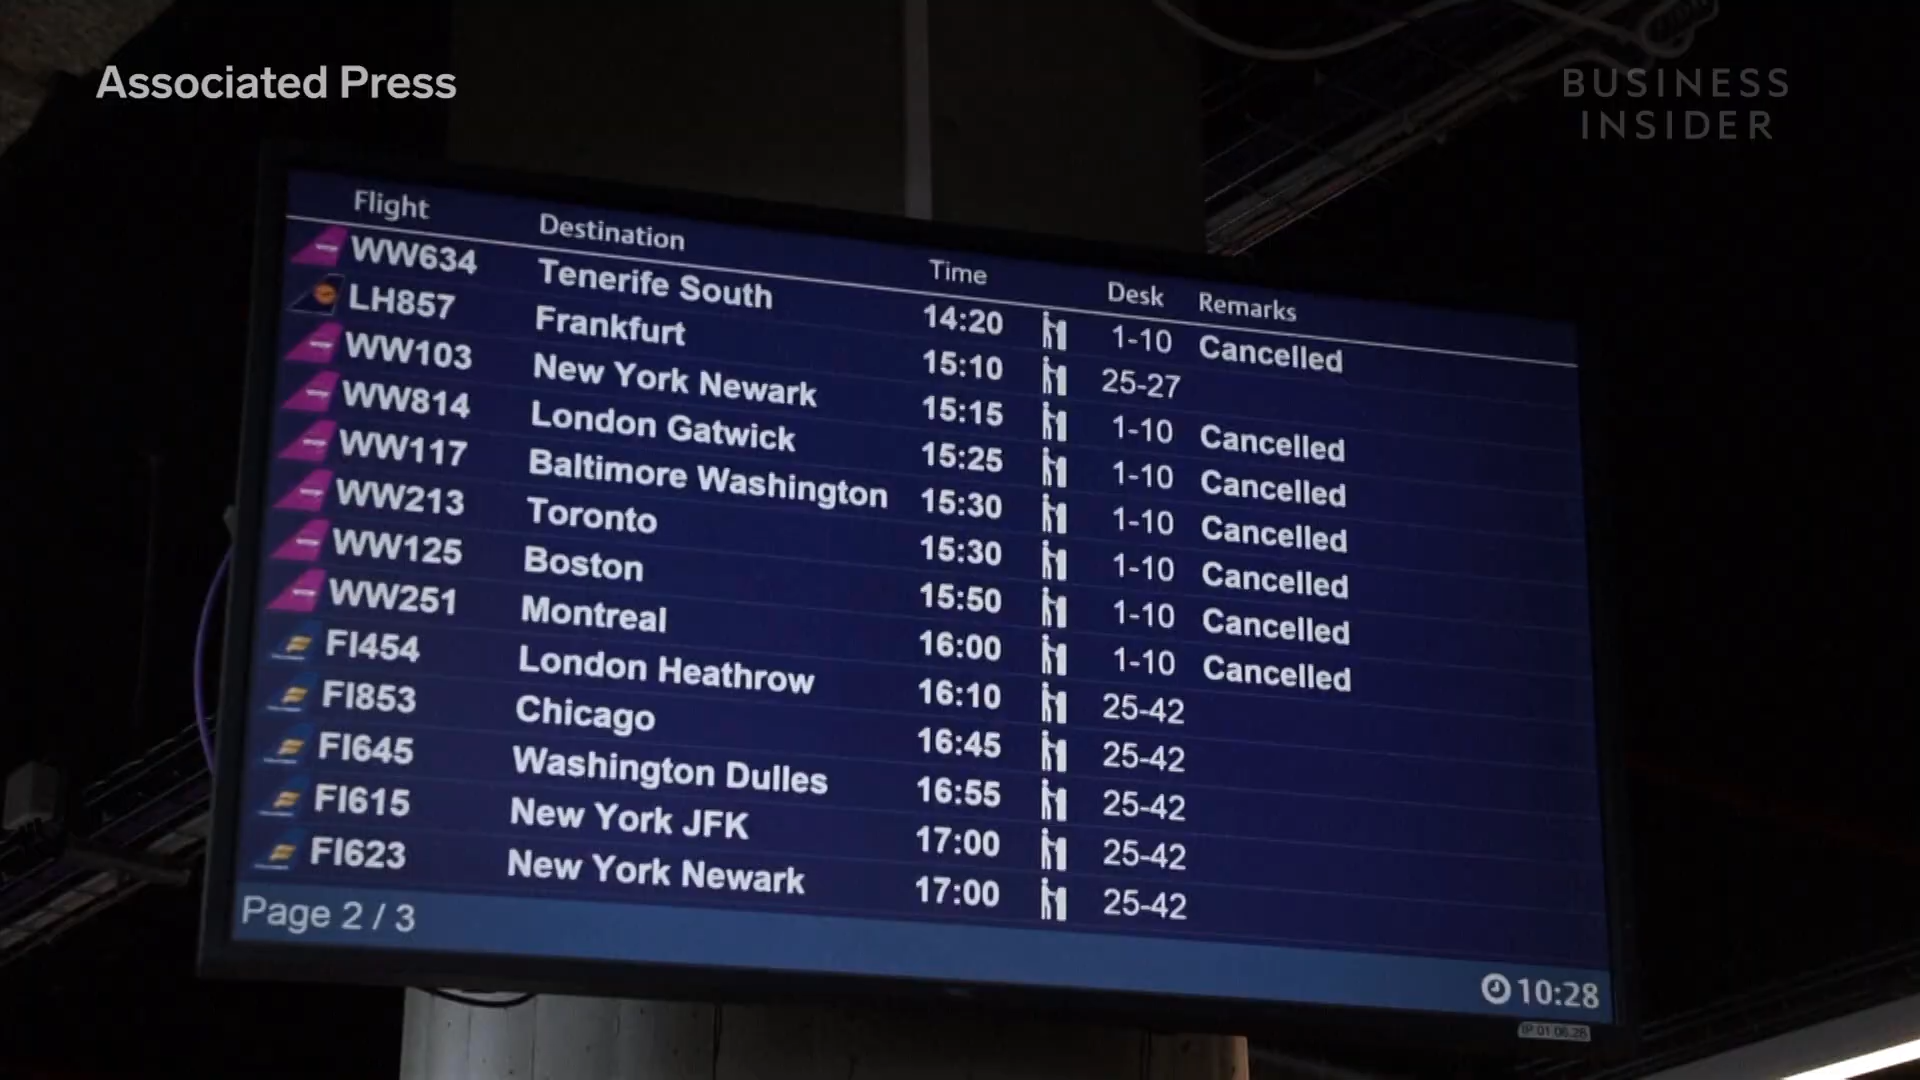 Associated Press
BUSINESS
INSIDER
Flight Destination Time Desk Remarks
WW634 Tenerife South 14:20 1-10 Cancelled
LH857 Frankfurt 15:10 25-27
WW103 New York Newark 15:15 1-10 Cancelled
WW814 London Gatwick 15:25 1-10 Cancelled
WW117 Baltimore Washington 15:30 1-10 Cancelled
WW213 Toronto 15:30 1-10 Cancelled
WW125 Boston 15:50 1-10 Cancelled
WW251 Montreal 16:00 1-10 Cancelled
FI454 London Heathrow 16:10 25-42
FI853 Chicago 16:45 25-42
FI645 Washington Dulles 16:55 25-42
FI615 New York JFK 17:00 25-42
FI623 New York Newark 17:00 25-42
Page 2 / 3
10:28